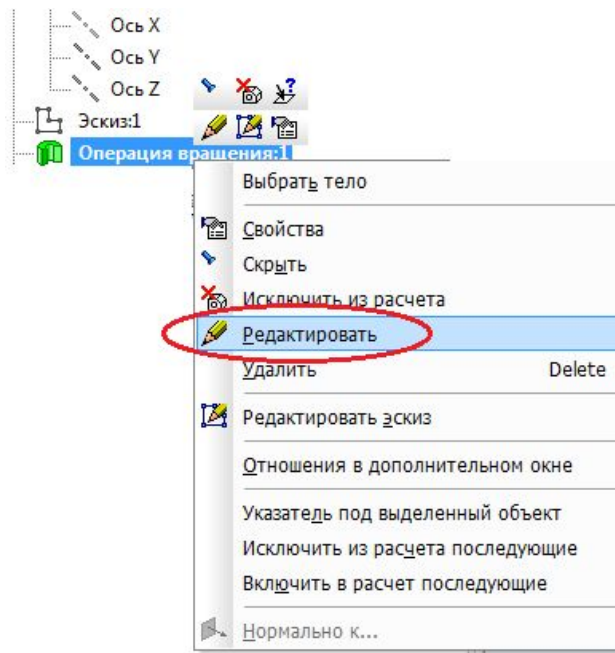 Ось X
Ось Y
Ось Z
Эскиз:1
Операция вращения:1
Выбрать тело
Свойства
Скрыть
Исключить из расчета
Редактировать
Удалить Delete
Редактировать эскиз
Отношения в дополнительном окне
Указатель под выделенный объект
Исключить из расчета последующие
Включить в расчет последующие
Нормально к...